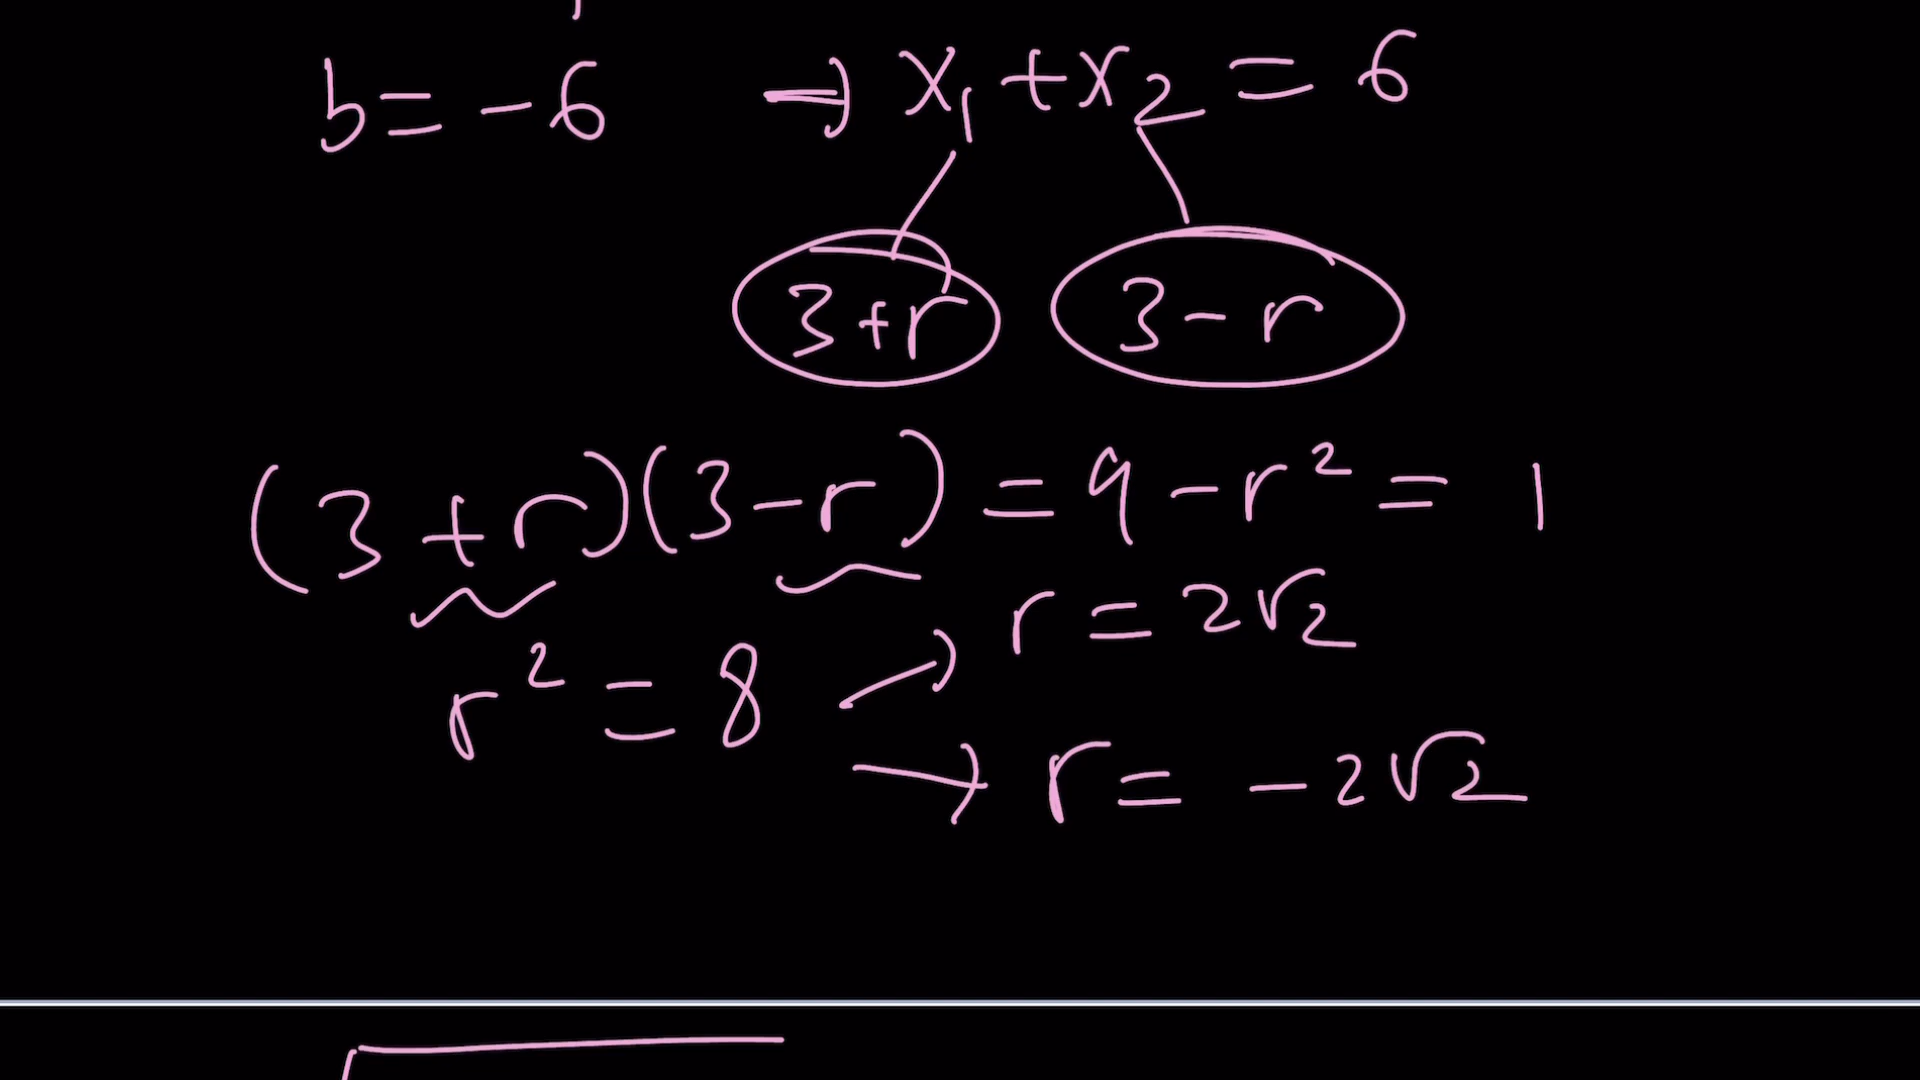 b = -6 → x₁ + x₂ = 6
3+r 3-r
(3+r)(3-r) = 9 - r² = 1
r² = 8 → r = 2√2
→ r = -2√2